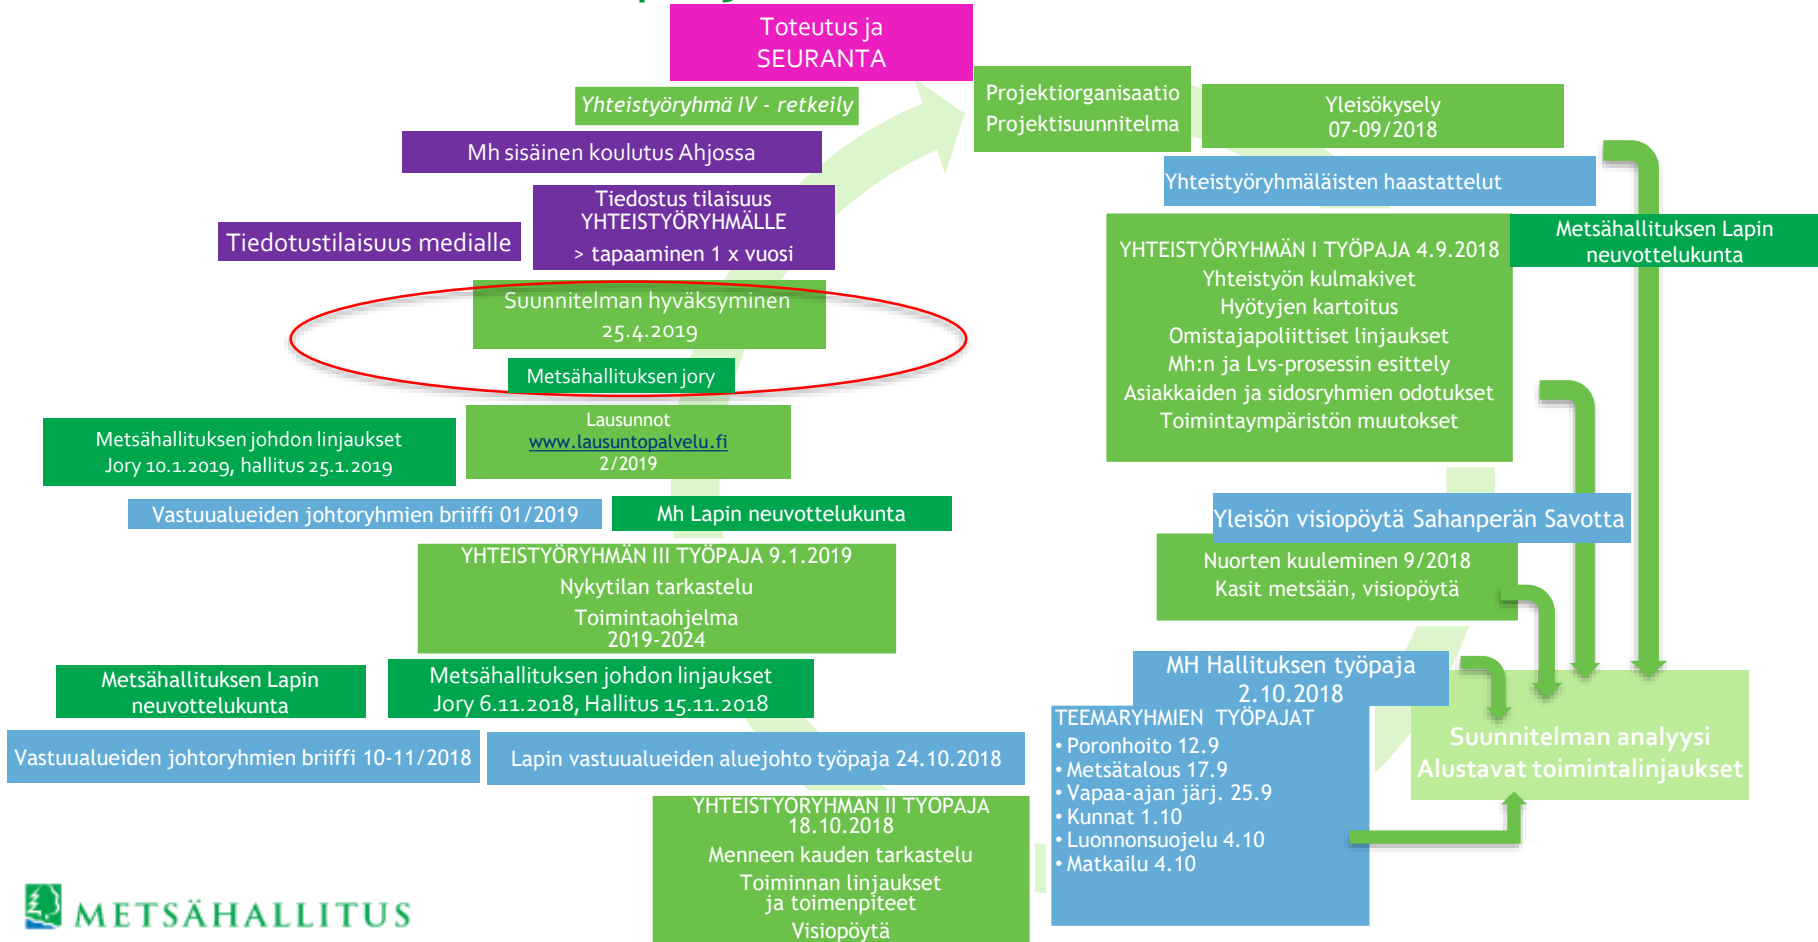 Toteutus ja
SEURANTA
Yhteistyöryhmä IV - retkeily
Projektiorganisaatio
Projektisuunnitelma
Yleisökysely
07-09/2018
Mh sisäinen koulutus Ahjossa
Yhteistyöryhmäläisten haastattelut
Tiedostus tilaisuus
YHTEISTYÖRYHMÄLLE
> tapaaminen 1 x vuosi
Tiedotustilaisuus medialle
Metsähallituksen Lapin
neuvottelukunta
YHTEISTYÖRYHMÄN I TYÖPAJA 4.9.2018
Yhteistyön kulmakivet
Hyötyjen kartoitus
Omistajapoliittiset linjaukset
Mh:n ja Lvs-prosessin esittely
Asiakkaiden ja sidosryhmien odotukset
Toimintaympäristön muutokset
Suunnitelman hyväksyminen
25.4.2019
Metsähallituksen jory
Lausunnot
www.lausuntopalvelu.fi
2/2019
Metsähallituksen johdon linjaukset
Jory 10.1.2019, hallitus 25.1.2019
Vastuualueiden johtoryhmien briiffi 01/2019
Mh Lapin neuvottelukunta
Yleisön visiopöytä Sahanperän Savotta
Nuorten kuuleminen 9/2018
Kasit metsään, visiopöytä
YHTEISTYÖRYHMÄN III TYÖPAJA 9.1.2019
Nykytilan tarkastelu
Toimintaohjelma
2019-2024
Metsähallituksen Lapin
neuvottelukunta
Metsähallituksen johdon linjaukset
Jory 6.11.2018, Hallitus 15.11.2018
MH Hallituksen työpaja
2.10.2018
TEEMARYHMIEN TYÖPAJAT
• Poronhoito 12.9
• Metsätalous 17.9
• Vapaa-ajan järj. 25.9
• Kunnat 1.10
• Luonnonsuojelu 4.10
• Matkailu 4.10
Suunnitelman analyysi
Alustavat toimintalinjaukset
Vastuualueiden johtoryhmien briiffi 10-11/2018
Lapin vastuualueiden aluejohto työpaja 24.10.2018
YHTEISTYÖRYHMÄN II TYÖPAJA
18.10.2018
Menneen kauden tarkastelu
Toiminnan linjaukset
ja toimenpiteet
Visiopöytä
METSÄHALLITUS